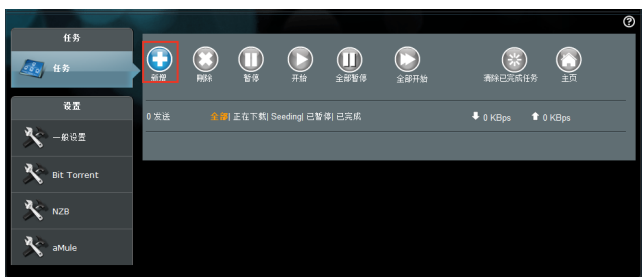 ?
任务
任务
设置
一般设置
Bit Torrent
NZB
aMule
新增 删除 暂停 开始 全部暂停 全部开始 清除已完成任务 主页
0 发送 全部| 正在下载| Seeding| 已暂停| 已完成 0 KBps 0 KBps